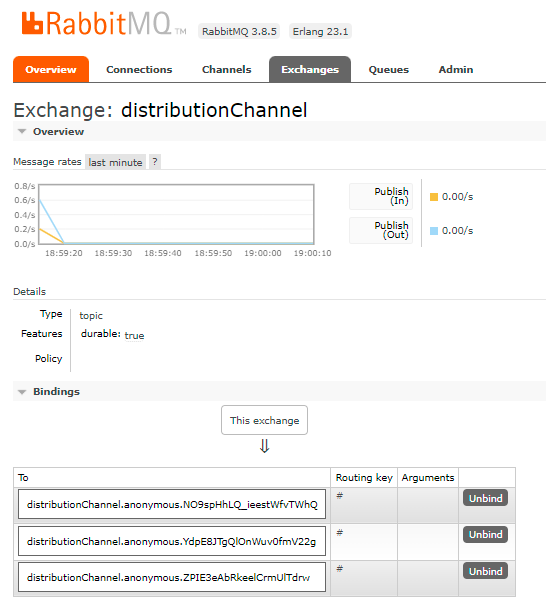 RabbitMQ TM RabbitMQ 3.8.5 Erlang 23.1
Overview Connections Channels Exchanges Queues Admin
Exchange: distributionChannel
Overview
Message rates last minute ?
0.8/s
0.6/s
0.4/s
0.2/s
0.0/s
18:59:20 18:59:30 18:59:40 18:59:50 19:00:00 19:00:10
Publish
(In)
0.00/s
Publish
(Out)
0.00/s
Details
Type topic
Features durable: true
Policy
Bindings
This exchange
⇓
To Routing key Arguments
distributionChannel.anonymous.NO9spHhLQ_ieestWfvTWhQ # Unbind
distributionChannel.anonymous.YdpE8JTgQlOnWuv0fmV22g # Unbind
distributionChannel.anonymous.ZPIE3eAbRkeelCrmUlTdrw # Unbind